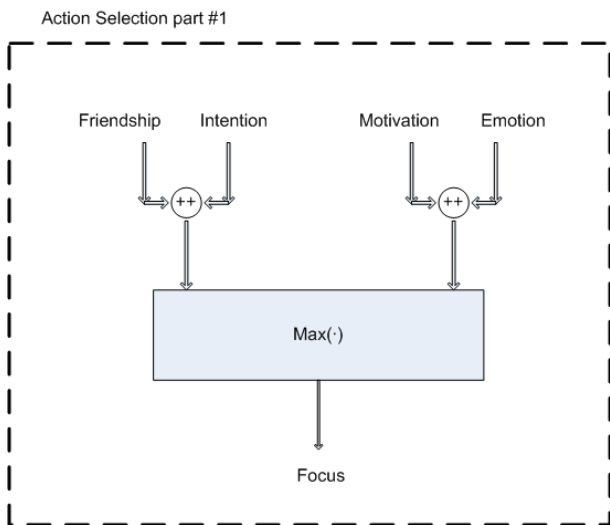 Action Selection part #1
Friendship Intention Motivation Emotion
++ ++
Max(·)
Focus